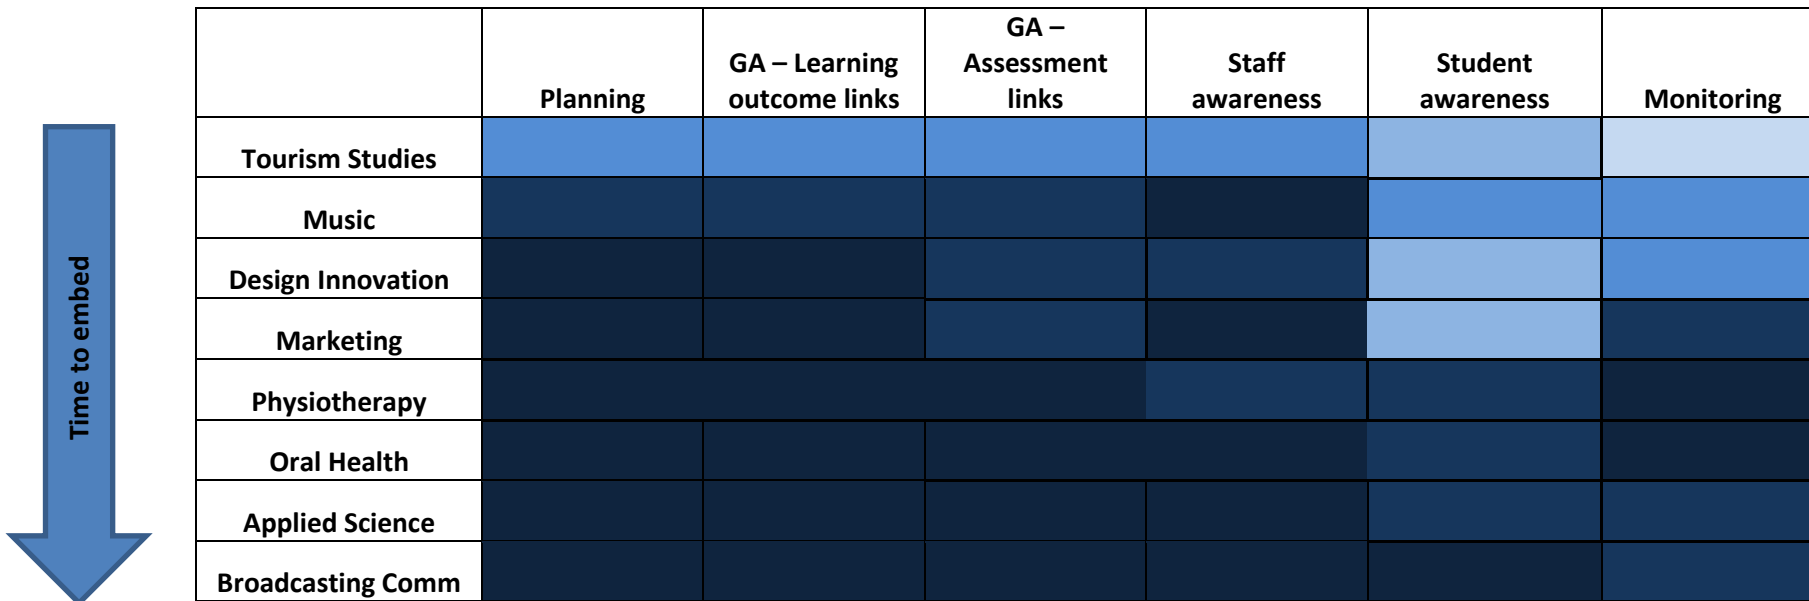 Planning
GA – Learning
outcome links
GA –
Assessment
links
Staff
awareness
Student
awareness
Monitoring
Time to embed
Tourism Studies
Music
Design Innovation
Marketing
Physiotherapy
Oral Health
Applied Science
Broadcasting Comm